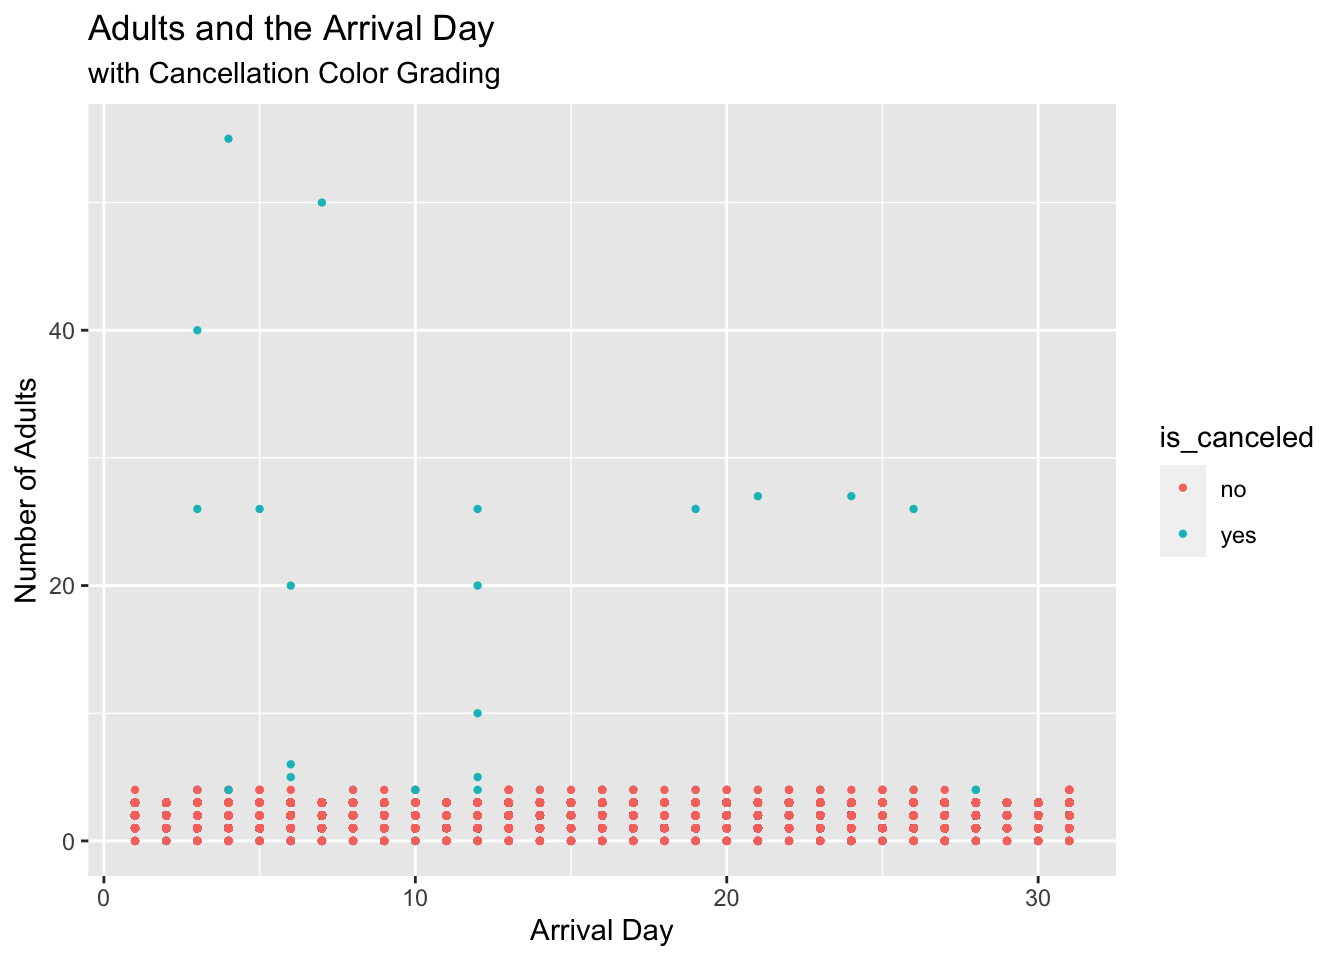 Adults and the Arrival Day
with Cancellation Color Grading
40
20
0
Number of Adults
0 10 20 30
Arrival Day
is_canceled
no
yes